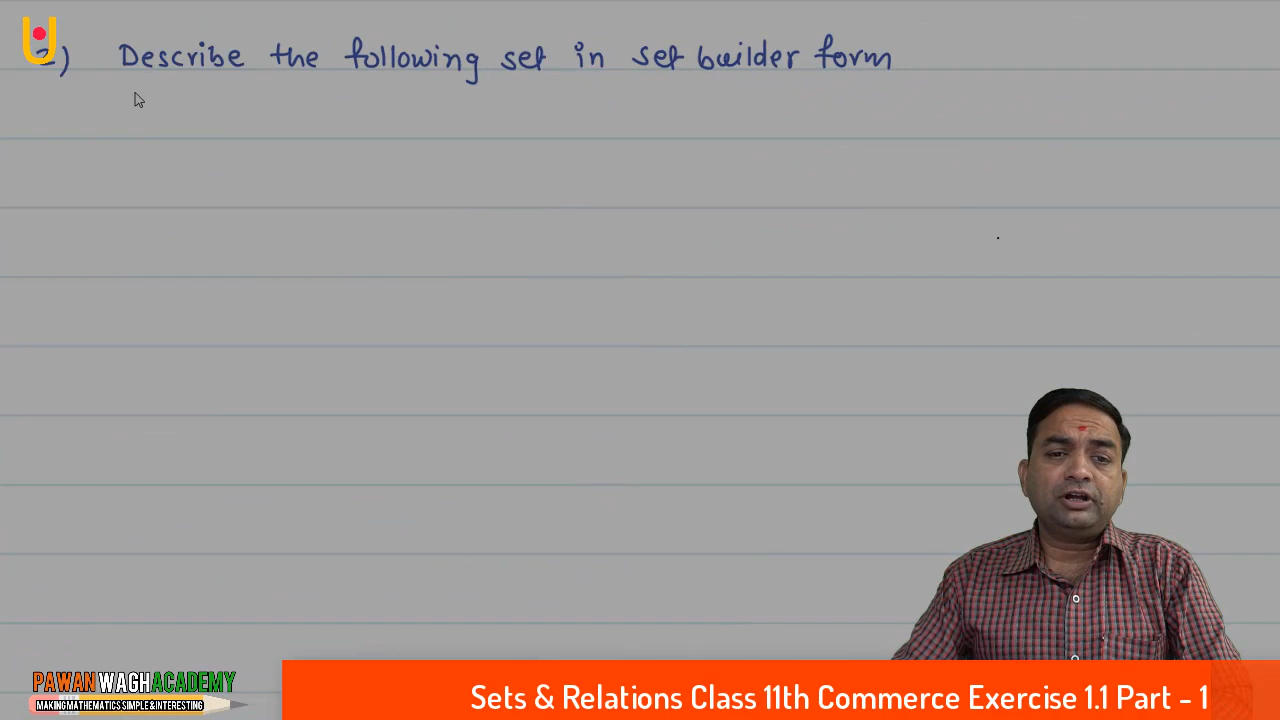 2) Describe the following set in set builder form
PAWAN WAGH ACADEMY
MAKING MATHEMATICS SIMPLE & INTERESTING
Sets & Relations Class 11th Commerce Exercise 1.1 Part - 1